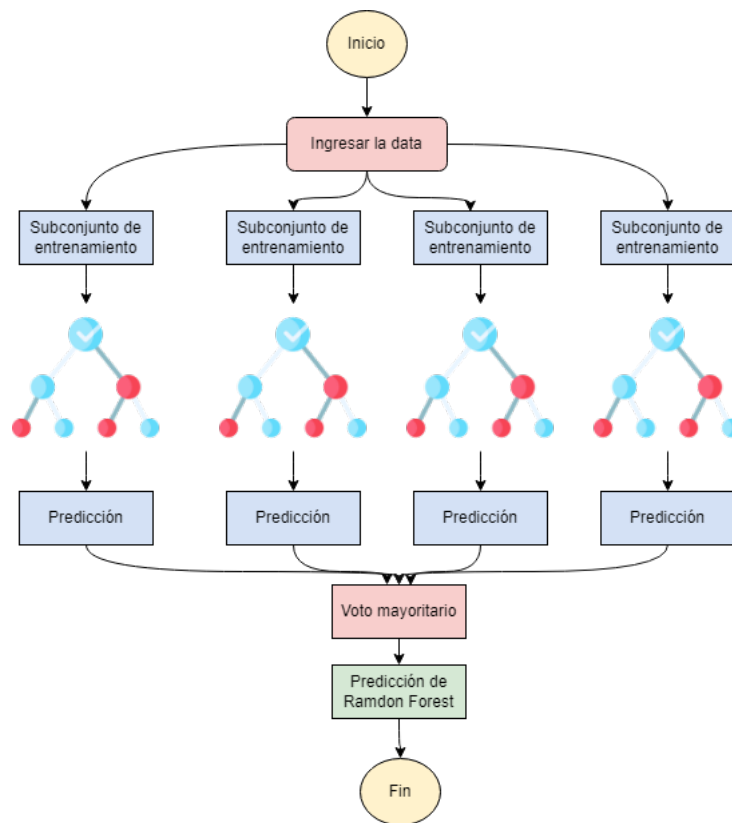 Inicio
Ingresar la data
Subconjunto de
entrenamiento
Subconjunto de
entrenamiento
Subconjunto de
entrenamiento
Subconjunto de
entrenamiento
Predicción
Predicción
Predicción
Predicción
Voto mayoritario
Predicción de
Ramdon Forest
Fin